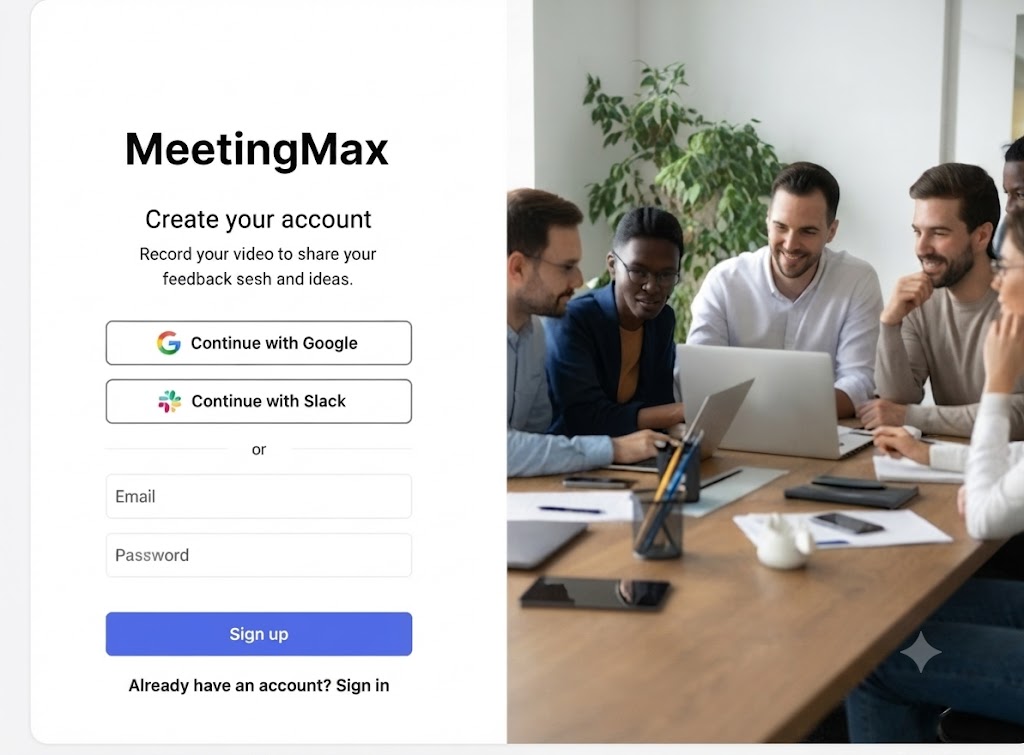 MeetingMax
Create your account
Record your video to share your
feedback sesh and ideas.
Continue with Google
Continue with Slack
or
Email
Password
Sign up
Already have an account? Sign in